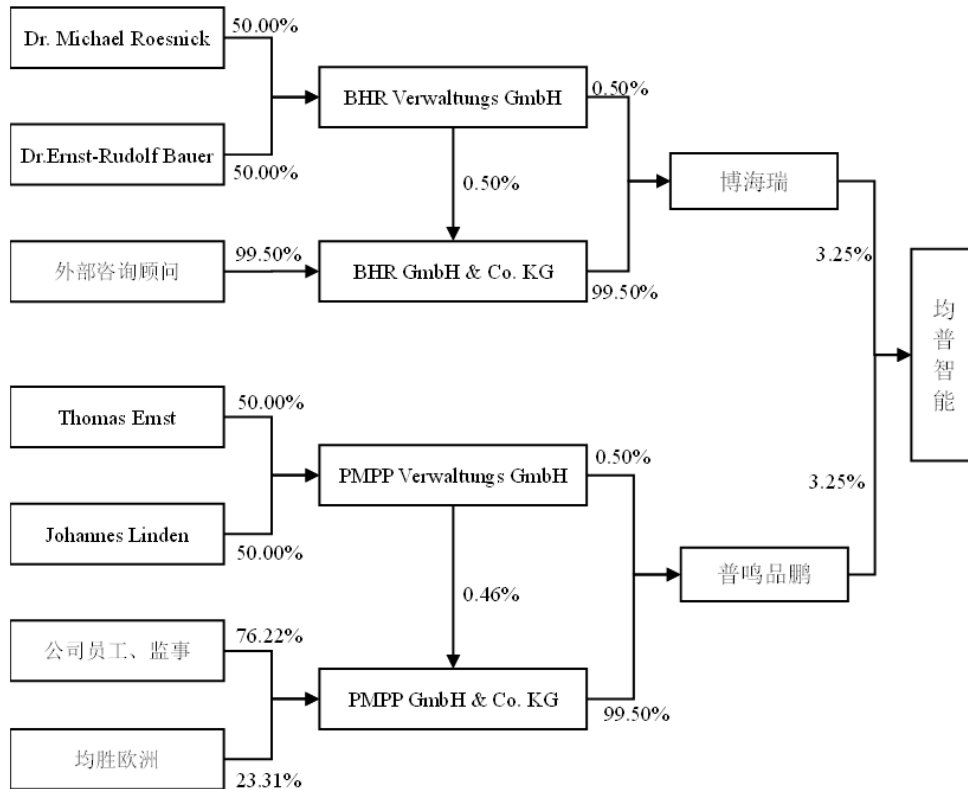 Dr. Michael Roesnick
50.00%
BHR Verwaltungs GmbH
0.50%
Dr.Ernst-Rudolf Bauer
50.00%
0.50%
博海瑞
外部咨询顾问
99.50%
BHR GmbH & Co. KG
99.50%
3.25%
均
普
智
能
Thomas Ernst
50.00%
PMPP Verwaltungs GmbH
0.50%
3.25%
Johannes Linden
50.00%
普鸣品鹏
0.46%
公司员工、监事
76.22%
PMPP GmbH & Co. KG
99.50%
均胜欧洲
23.31%